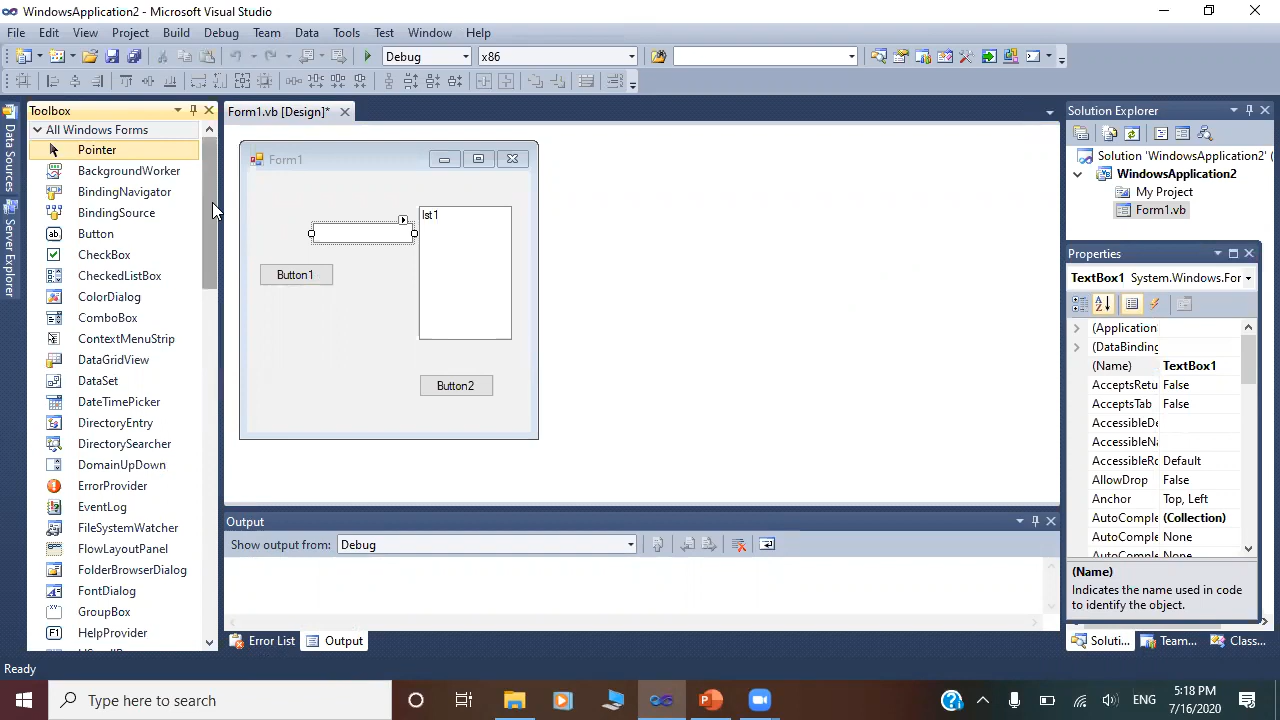 WindowsApplication2 - Microsoft Visual Studio
File Edit View Project Build Debug Team Data Tools Test Window Help
Debug x86
Toolbox
All Windows Forms
Pointer
BackgroundWorker
BindingNavigator
BindingSource
Button
CheckBox
CheckedListBox
ColorDialog
ComboBox
ContextMenuStrip
DataGridView
DataSet
DateTimePicker
DirectoryEntry
DirectorySearcher
DomainUpDown
ErrorProvider
EventLog
FileSystemWatcher
FlowLayoutPanel
FolderBrowserDialog
FontDialog
GroupBox
HelpProvider
Data Sources
Server Explorer
Form1.vb [Design]*
Form1
lst1
Button1
Button2
Output
Show output from: Debug
Error List Output
Solution Explorer
Solution 'WindowsApplication2' (
WindowsApplication2
My Project
Form1.vb
Properties
TextBox1 System.Windows.For
(Application
(DataBinding
(Name) TextBox1
AcceptsRetu False
AcceptsTab False
AccessibleDe
AccessibleNa
AccessibleRo Default
AllowDrop False
Anchor Top, Left
AutoComple (Collection)
AutoComple None
AutoComple None
(Name)
Indicates the name used in code to identify the object.
Soluti... Team... Class...
Ready
Type here to search
ENG
5:18 PM
7/16/2020